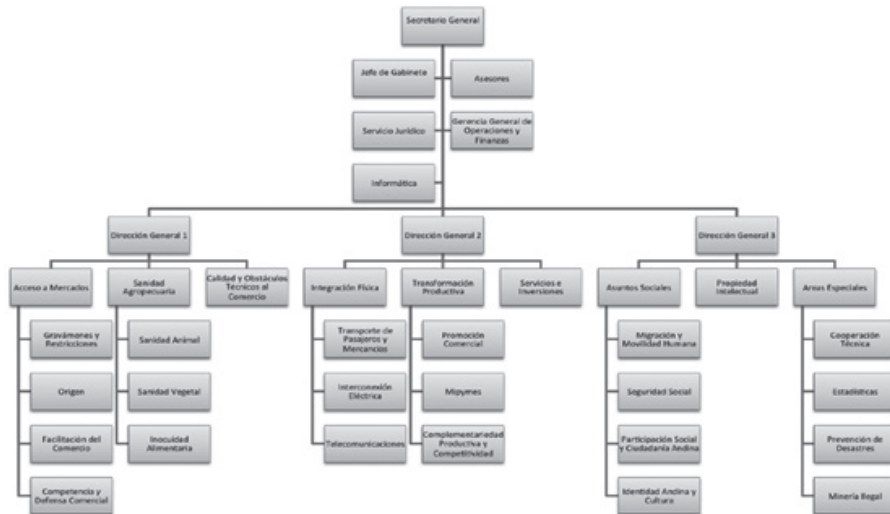 Secretario General
Jefe de Gabinete
Asesores
Servicio Jurídico
Gerencia General de
Operaciones y
Finanzas
Informática
Dirección General 1
Dirección General 2
Dirección General 3
Acceso a Mercados
Sanidad
Agropecuaria
Calidad y Obstáculos
Técnicos al
Comercio
Integración Física
Transformación
Productiva
Servicios e
Inversiones
Asuntos Sociales
Propiedad
Intelectual
Areas Especiales
Gravámenes y
Restricciones
Origen
Facilitación del
Comercio
Competencia y
Defensa Comercial
Sanidad Animal
Sanidad Vegetal
Inocuidad
Alimentaria
Transporte de
Pasajeros y
Mercancías
Interconexión
Eléctrica
Telecomunicaciones
Promoción
Comercial
Mipymes
Complementariedad
Productiva y
Competitividad
Migración y
Movilidad Humana
Seguridad Social
Participación Social
y Ciudadanía Andina
Identidad Andina y
Cultura
Cooperación
Técnica
Estadísticas
Prevención de
Desastres
Minería Ilegal